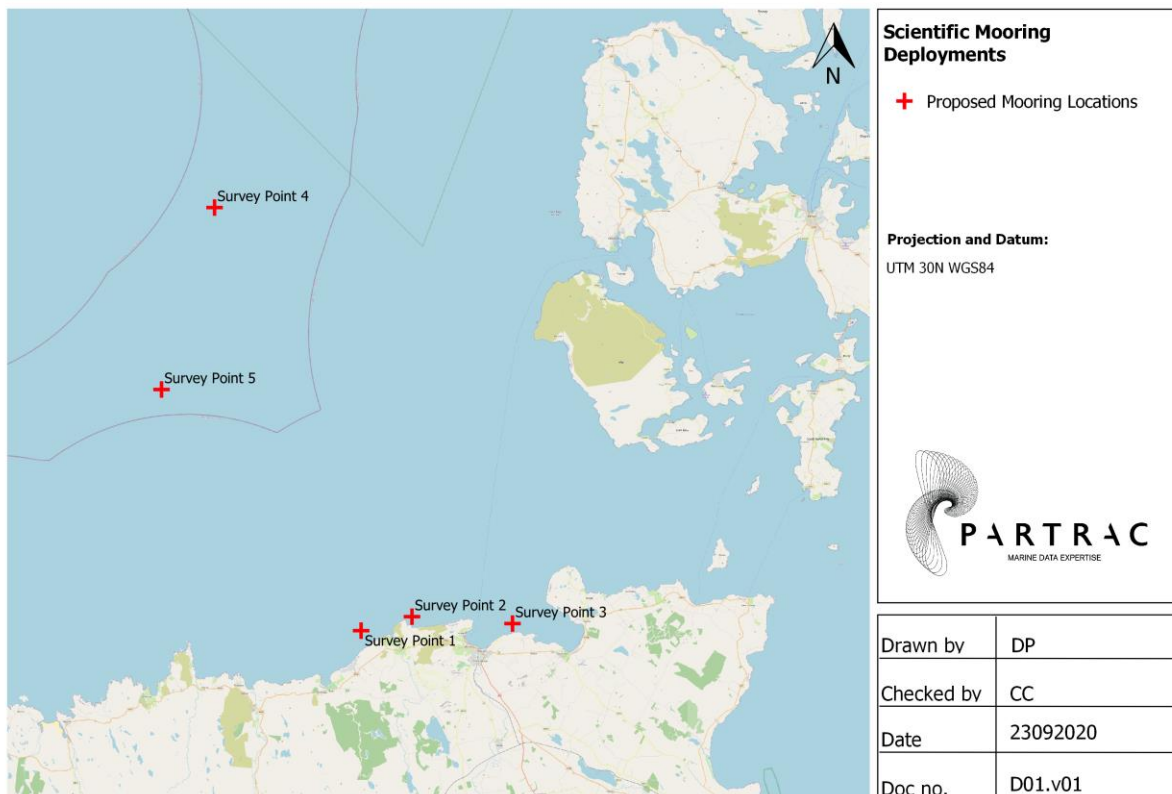 Scientific Mooring
Deployments
Proposed Mooring Locations
N
Survey Point 4
Projection and Datum:
UTM 30N WGS84
Survey Point 5
PARTRAC
MARINE DATA EXPERTISE
Survey Point 2
Survey Point 3
Survey Point 1
Drawn by DP
Checked by CC
Date 23092020
Doc no. D01.v01